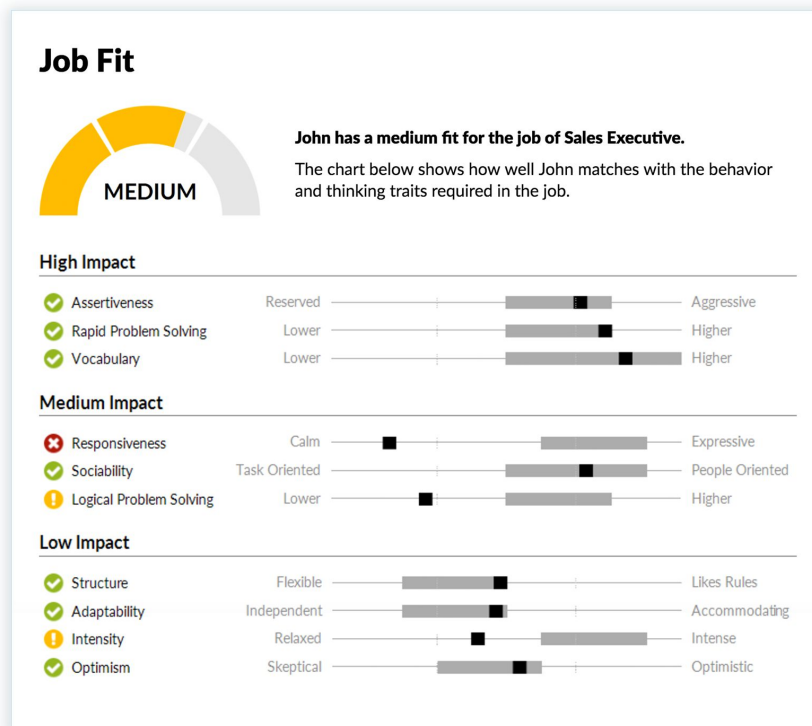 Job Fit
MEDIUM
John has a medium fit for the job of Sales Executive.
The chart below shows how well John matches with the behavior
and thinking traits required in the job.
High Impact
Assertiveness Reserved Aggressive
Rapid Problem Solving Lower Higher
Vocabulary Lower Higher
Medium Impact
Responsiveness Calm Expressive
Sociability Task Oriented People Oriented
Logical Problem Solving Lower Higher
Low Impact
Structure Flexible Likes Rules
Adaptability Independent Accommodating
Intensity Relaxed Intense
Optimism Skeptical Optimistic